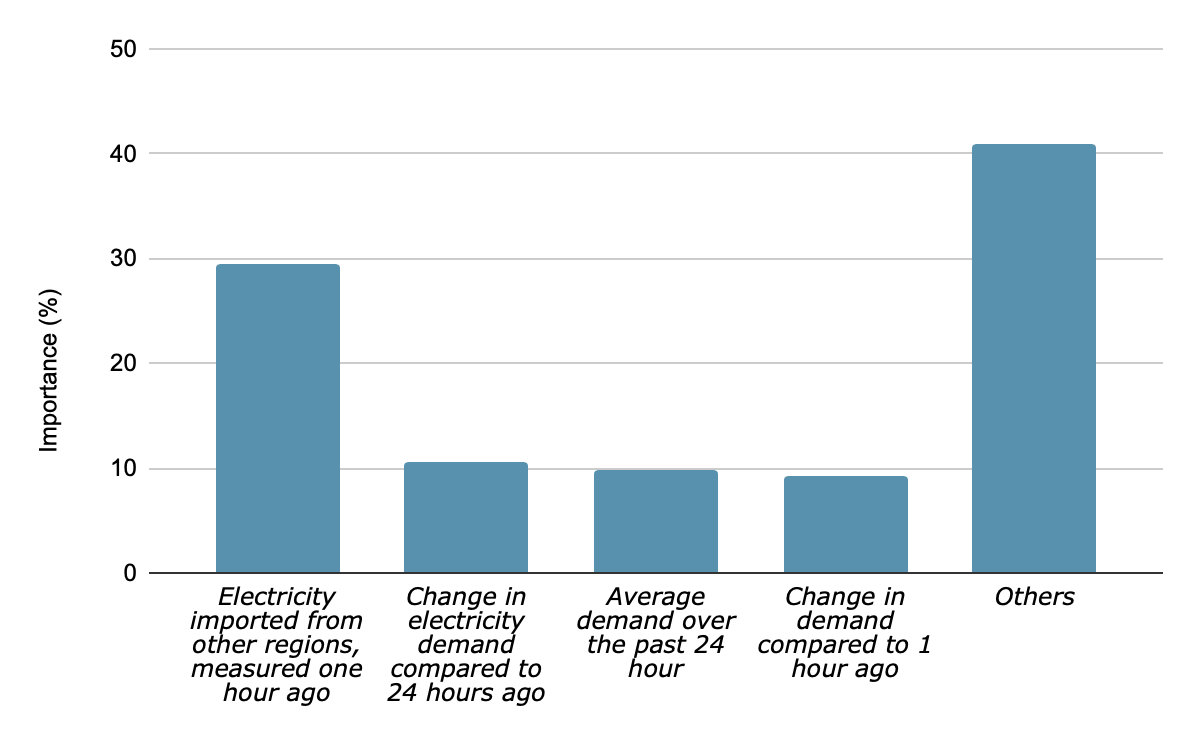 50
40
30
20
10
0
Importance (%)
Electricity
imported from
other regions,
measured one
hour ago
Change in
electricity
demand
compared to
24 hours ago
Average
demand over
the past 24
hour
Change in
demand
compared to 1
hour ago
Others